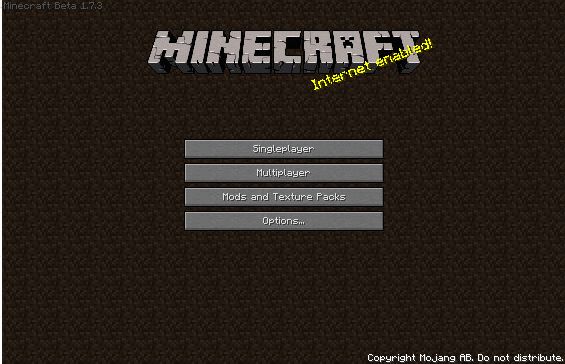 Minecraft Beta 1.7.3
MINECRAFT
Internet enabled!
Singleplayer
Multiplayer
Mods and Texture Packs
Options...
Copyright Mojang AB. Do not distribute.